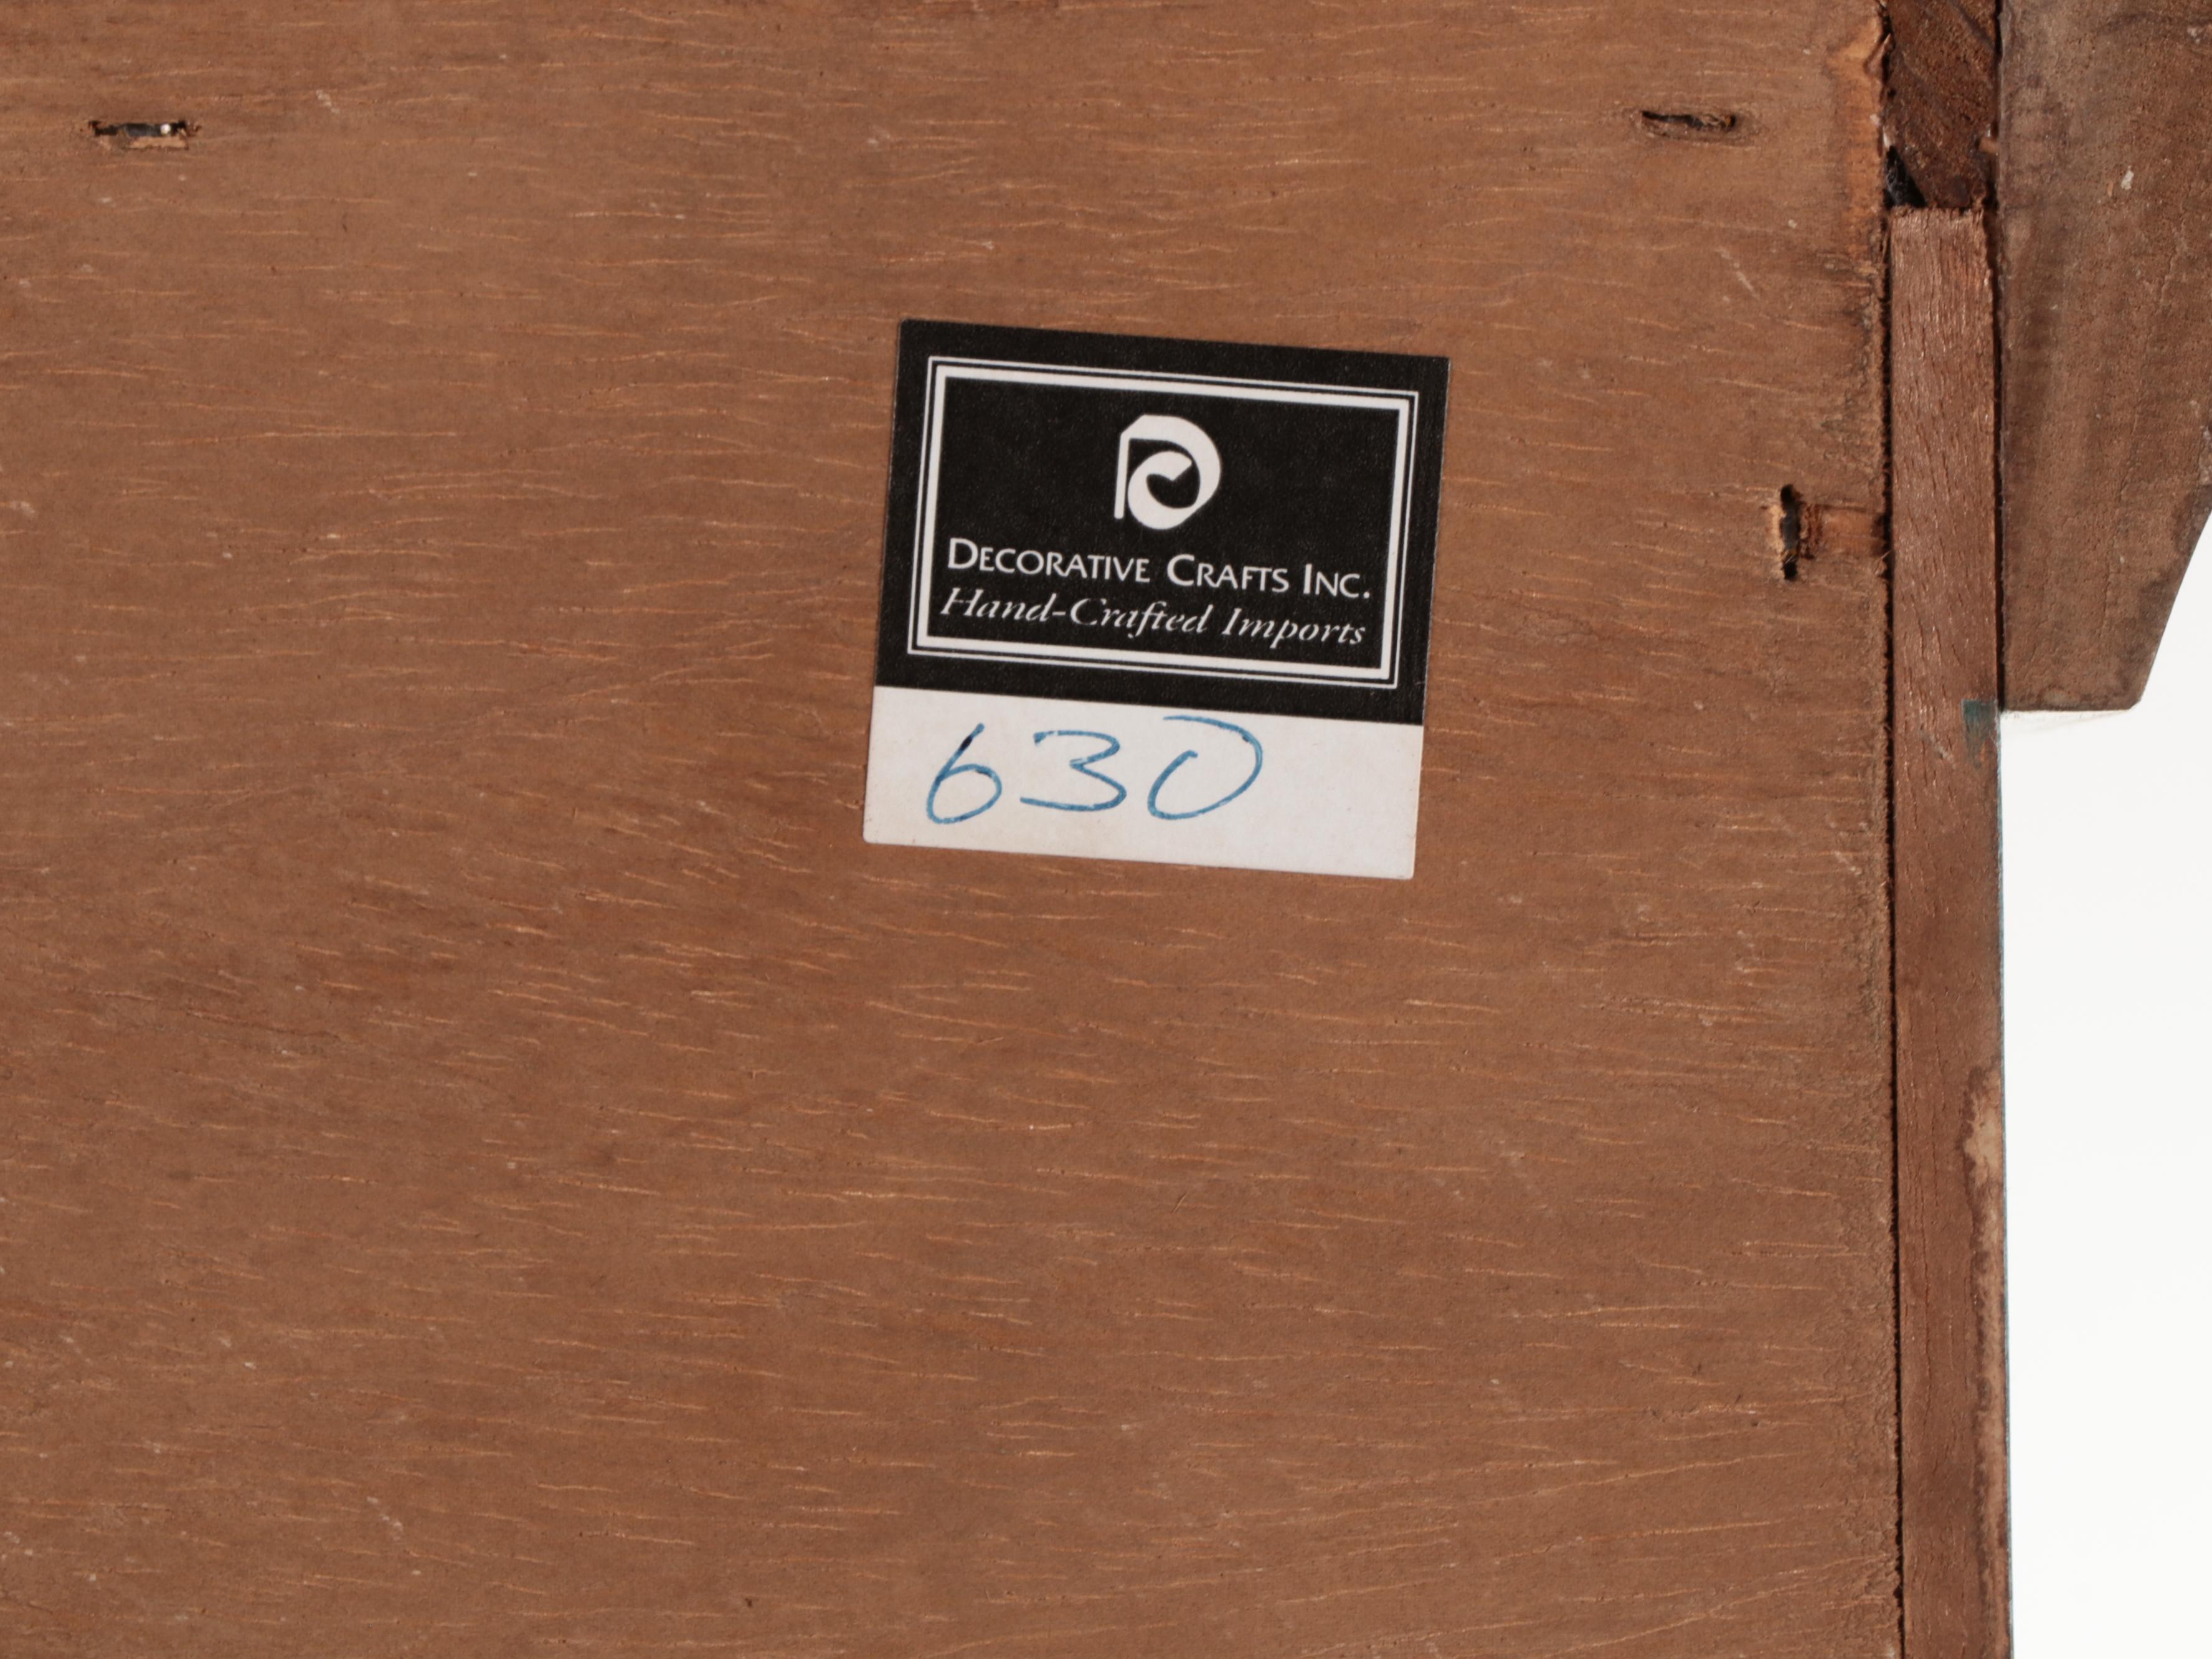 DECORATIVE CRAFTS INC.
Hand-Crafted Imports
630